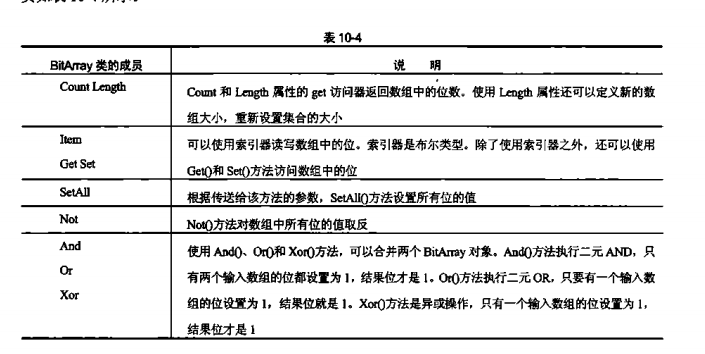 表 10-4
BitArray 类的成员 说 明
Count Length Count 和 Length 属性的 get 访问器返回数组中的位数。使用 Length 属性还可以定义新的数
组大小，重新设置集合的大小
Item 可以使用索引器读写数组中的位。索引器是布尔类型。除了使用索引器之外，还可以使用
Get Set Get()和 Set()方法访问数组中的位
SetAll 根据传送给该方法的参数，SetAll()方法设置所有位的值
Not Not()方法对数组中所有位的值取反
And 使用 And()、Or()和 Xor()方法，可以合并两个 BitArray 对象。And()方法执行二元 AND，只
Or 有两个输入数组的位都设置为 1，结果位才是 1。Or()方法执行二元 OR，只要有一个输入数
Xor 组的位设置为 1，结果位就是 1。Xor()方法是异或操作，只有一个输入数组的位设置为 1，
结果位才是 1